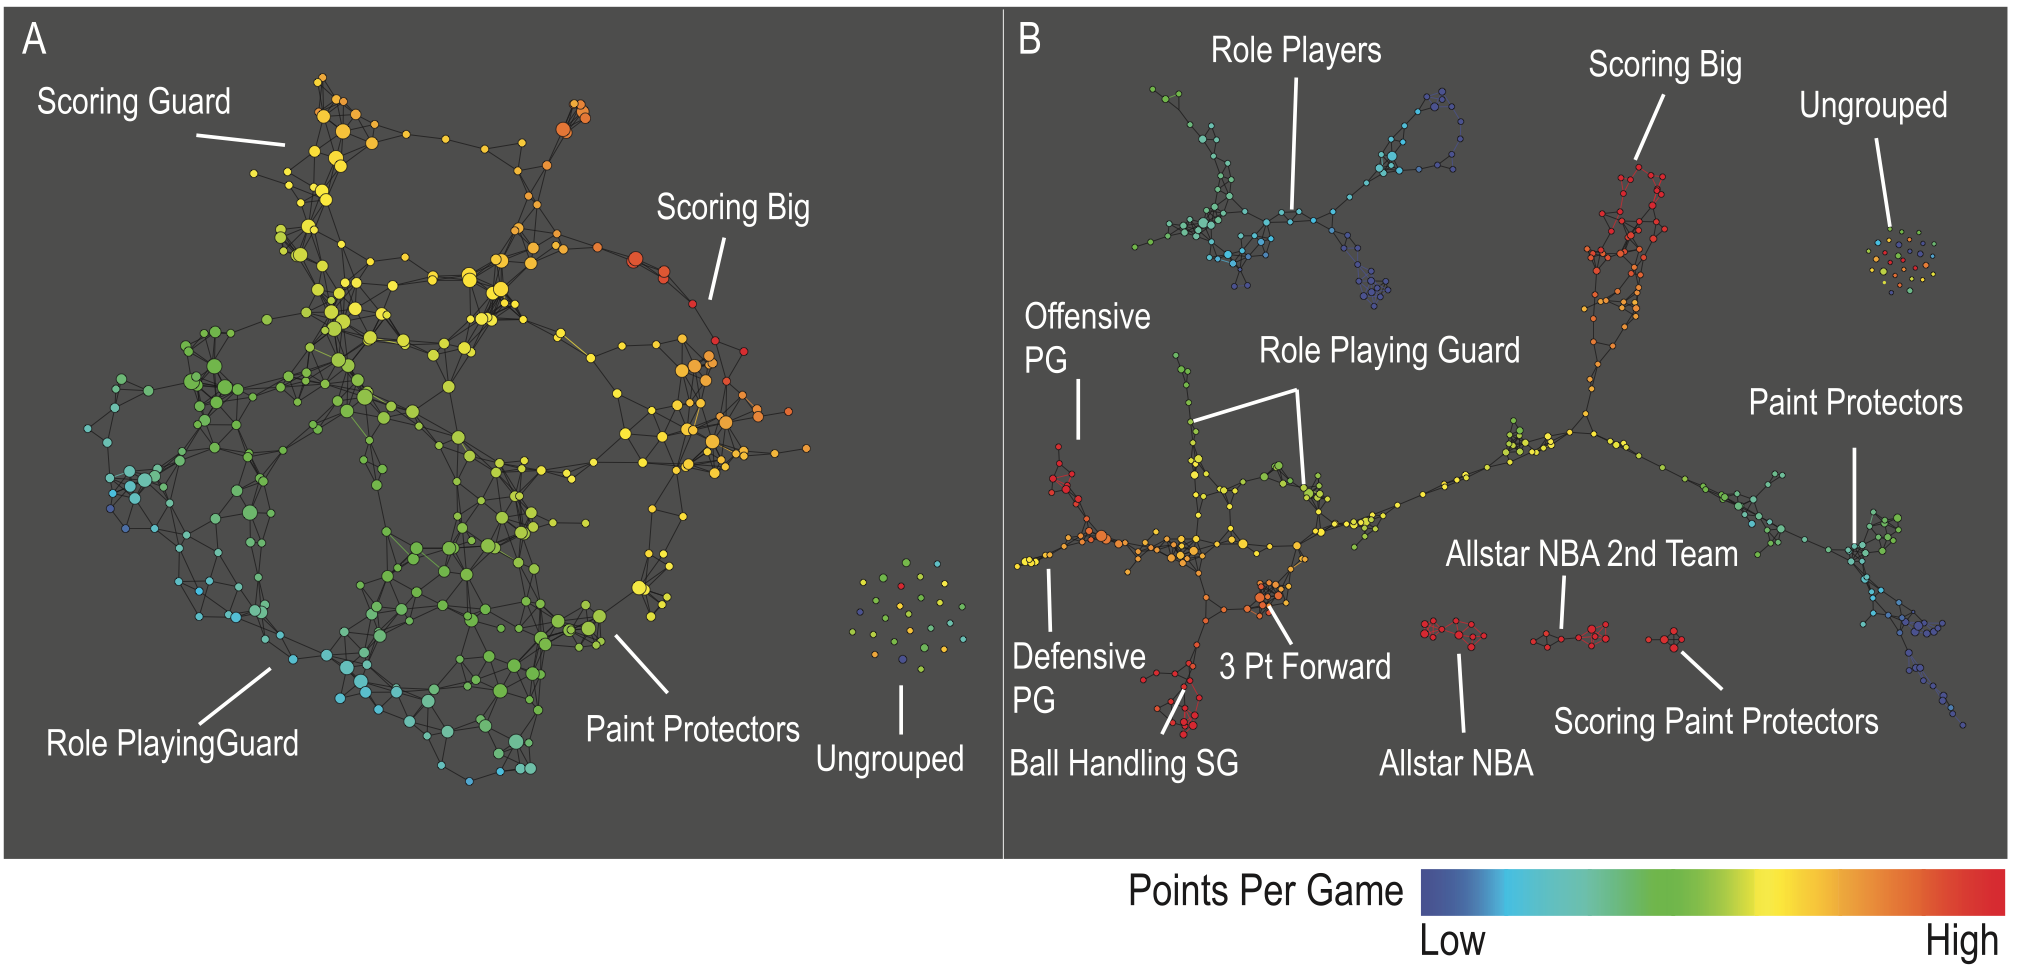 A
Scoring Guard
Scoring Big
Role PlayingGuard
Paint Protectors
Ungrouped
B
Role Players
Scoring Big
Ungrouped
Offensive
PG
Role Playing Guard
Paint Protectors
Allstar NBA 2nd Team
Defensive
PG
3 Pt Forward
Scoring Paint Protectors
Ball Handling SG
Allstar NBA
Points Per Game
Low
High